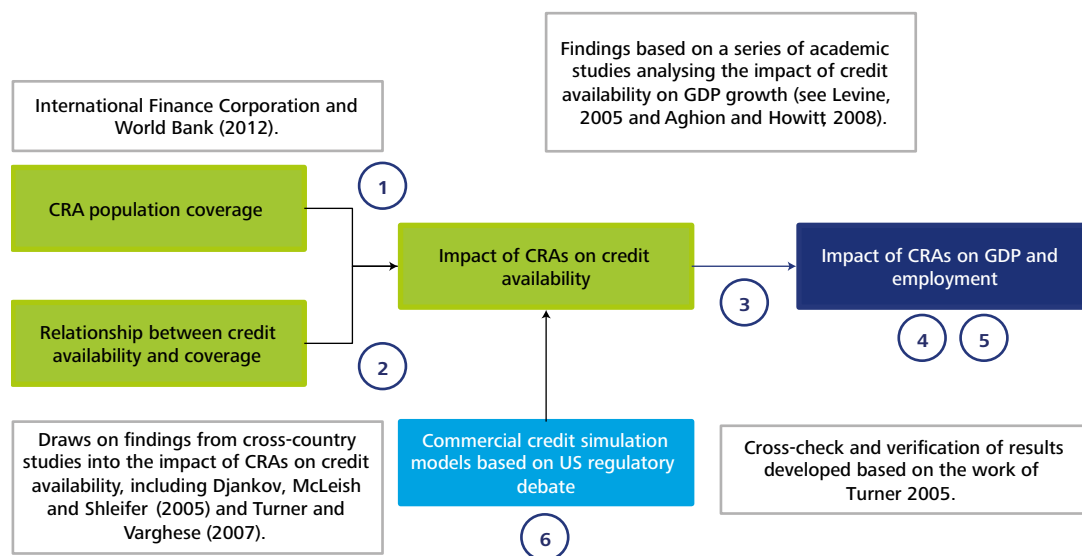 Findings based on a series of academic
studies analysing the impact of credit
availability on GDP growth (see Levine,
2005 and Aghion and Howitt, 2008).
International Finance Corporation and
World Bank (2012).
1
CRA population coverage
Impact of CRAs on credit
availability
Impact of CRAs on GDP and
employment
3
4
5
Relationship between credit
availability and coverage
2
Draws on findings from cross-country
studies into the impact of CRAs on credit
availability, including Djankov, McLeish
and Shleifer (2005) and Turner and
Varghese (2007).
Commercial credit simulation
models based on US regulatory
debate
6
Cross-check and verification of results
developed based on the work of
Turner 2005.